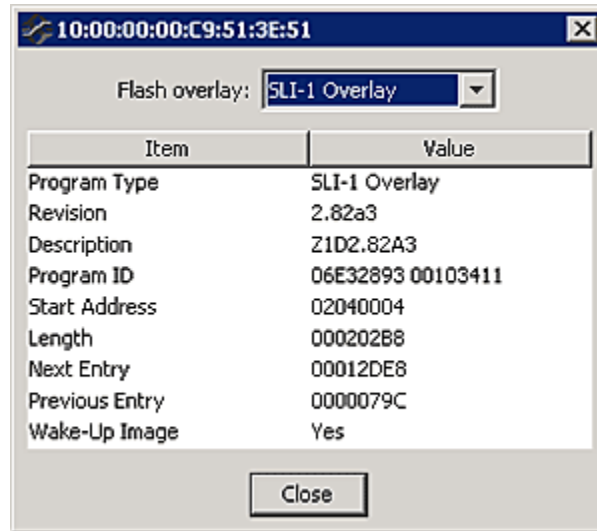 10:00:00:00:C9:51:3E:51
Flash overlay: SLI-1 Overlay
Item Value
Program Type SLI-1 Overlay
Revision 2.82a3
Description Z1D2.82A3
Program ID 06E32893 00103411
Start Address 02040004
Length 000202B8
Next Entry 00012DE8
Previous Entry 0000079C
Wake-Up Image Yes
Close